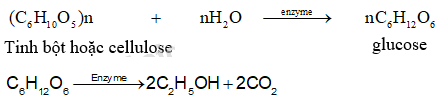 (C₆H₁₀O₅)n + nH₂O enzyme nC₆H₁₂O₆
Tinh bột hoặc cellulose glucose
C₆H₁₂O₆ Enzyme 2C₂H₅OH + 2CO₂